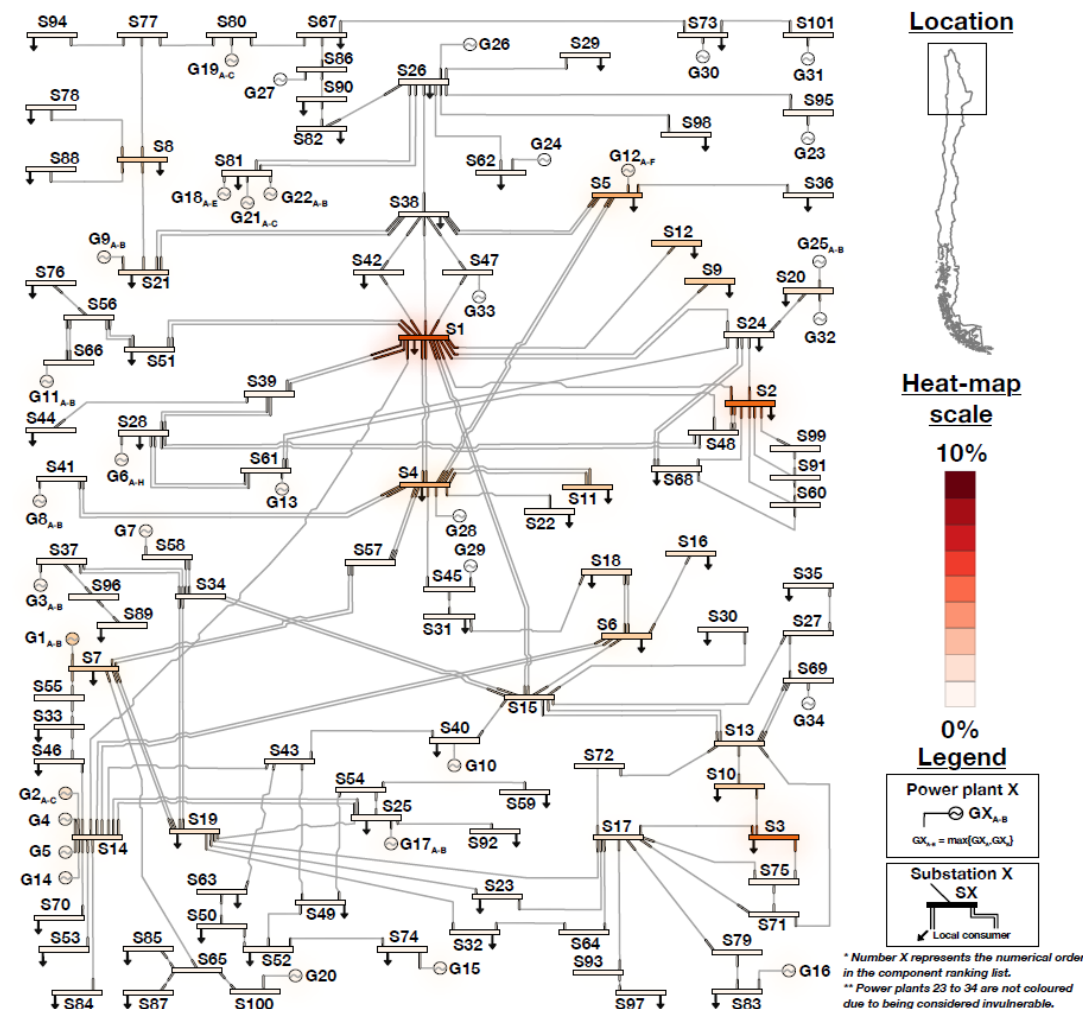 S94 S77 S80 S67 S73 S101
G19A-C S86 G26 S29 G30 G31
G27 S26
S78 S90 S95
S82 S98
S8 G24 G23
S88 S81 S62 G12A-F
G18A-E G22A-B S5 S36
G21A-C S38
G9A-B S12 G25A-B
S76 S21 S42 S47 S9 S20
S56 G33 S1 S24 G32
S66 S51
G11A-B S39 S2
S44 S28 S48 S99
S41 G6A-H S61 S4 S68 S91
G8A-B G13 S11 S60
G7 S22
G28
S37 S58 S57 G29 S18 S16
S34 S45 S35
G3A-B S96
S89 S31 S6 S30 S27
G1A-B
S7 S69
S55 S15
S33 S13 G34
S46 S43 S40 S72
S54 G10 S10
G2A-C S59
G4 S19 S25 S17 S3
S14 G17A-B S92
G5
G14 S63 S23 S75
S70 S50 S49 S71
S53 S85 S52 S74 S32 S64 S79
S65 G20 G15 S93 G16
S84 S87 S100 S97 S83
Location
Heat-map
scale
10%
0%
Legend
Power plant X
GXA-B
GXA-B = max{GXA,GXB}
Substation X
SX
Local consumer
* Number X represents the numerical order
in the component ranking list.
** Power plants 23 to 34 are not coloured
due to being considered invulnerable.